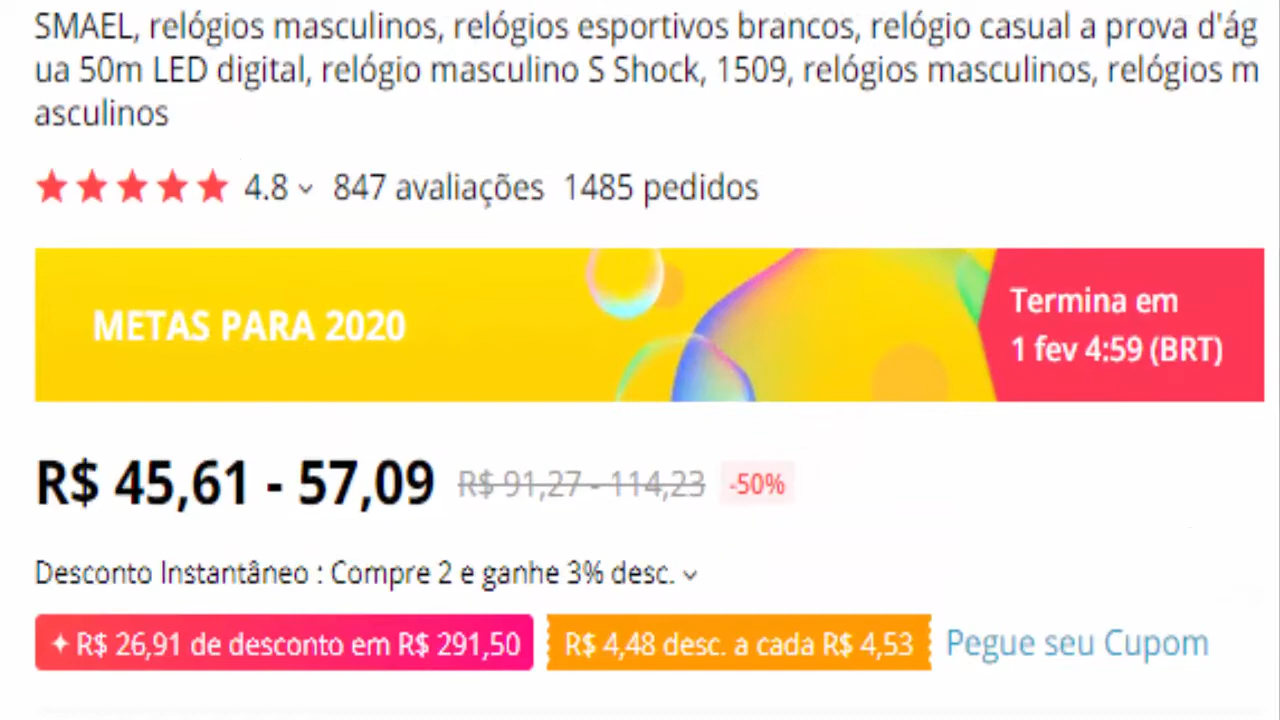 SMAEL, relógios masculinos, relógios esportivos brancos, relógio casual a prova d'ág
ua 50m LED digital, relógio masculino S Shock, 1509, relógios masculinos, relógios m
asculinos
4.8 847 avaliações 1485 pedidos
METAS PARA 2020
Termina em
1 fev 4:59 (BRT)
R$ 45,61 - 57,09 R$ 91,27 - 114,23 -50%
Desconto Instantâneo : Compre 2 e ganhe 3% desc.
R$ 26,91 de desconto em R$ 291,50 R$ 4,48 desc. a cada R$ 4,53 Pegue seu Cupom